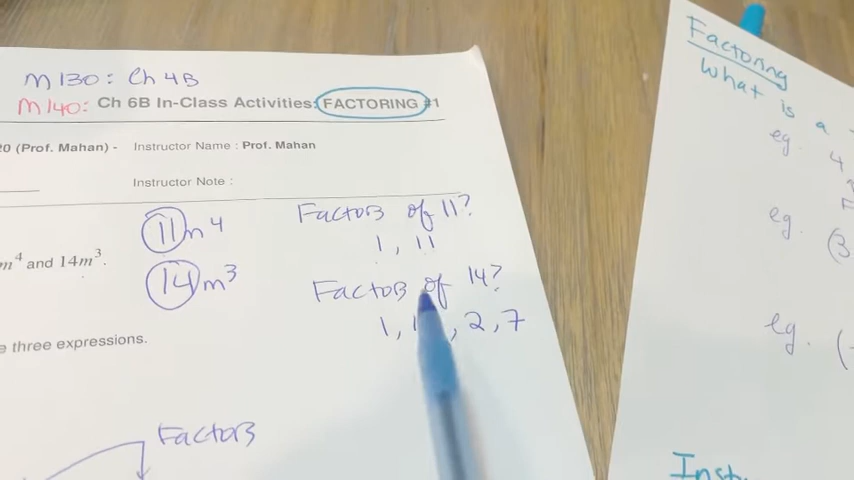 M130: Ch 4B
M140: Ch 6B In-Class Activities: FACTORING #1
20 (Prof. Mahan) - Instructor Name : Prof. Mahan
Instructor Note :
11m⁴
m⁴ and 14m³.
14m³
Factors of 11?
1, 11
Factors of 14?
1, , 2, 7
e three expressions.
Factors
Factoring
What is a
eg. 4,
eg. (3
eg. (